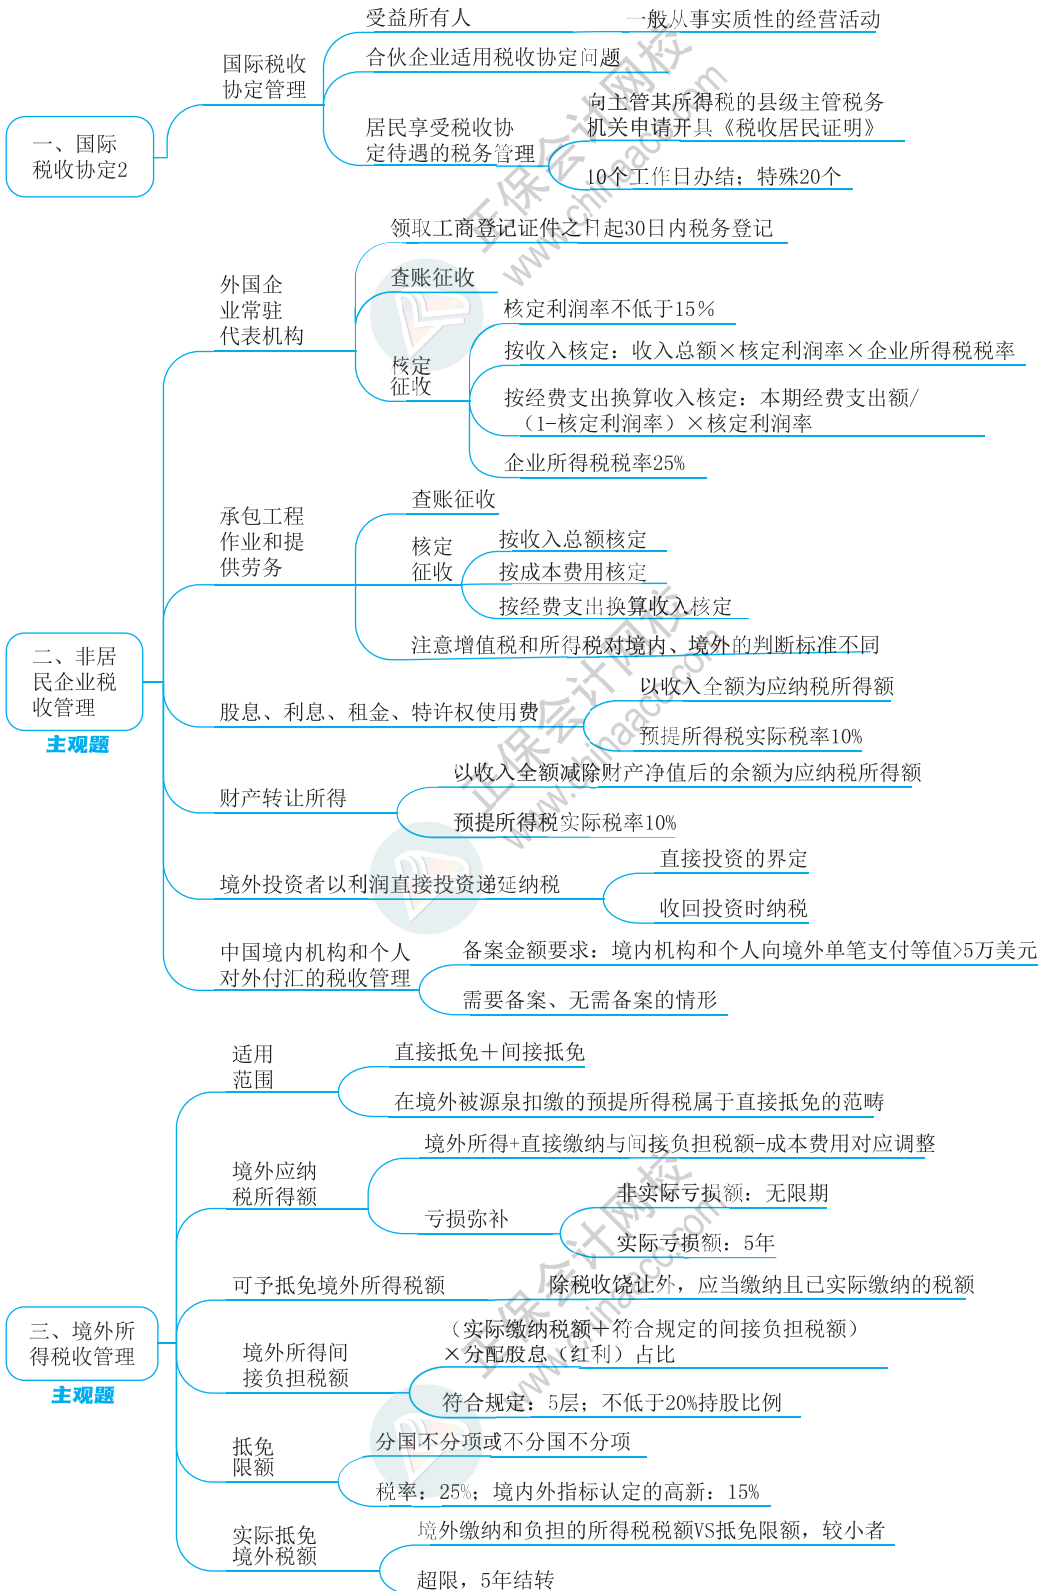 一、国际
税收协定2
国际税收
协定管理
受益所有人
一般从事实质性的经营活动
合伙企业适用税收协定问题
居民享受税收协
定待遇的税务管理
向主管其所得税的县级主管税务
机关申请开具《税收居民证明》
10个工作日办结；特殊20个
二、非居
民企业税
收管理
主观题
外国企
业常驻
代表机构
领取工商登记证件之日起30日内税务登记
查账征收
核定
征收
核定利润率不低于15%
按收入核定：收入总额×核定利润率×企业所得税税率
按经费支出换算收入核定：本期经费支出额/
（1-核定利润率）×核定利润率
企业所得税税率25%
承包工程
作业和提
供劳务
查账征收
核定
征收
按收入总额核定
按成本费用核定
按经费支出换算收入核定
注意增值税和所得税对境内、境外的判断标准不同
股息、利息、租金、特许权使用费
以收入全额为应纳税所得额
预提所得税实际税率10%
财产转让所得
以收入全额减除财产净值后的余额为应纳税所得额
预提所得税实际税率10%
境外投资者以利润直接投资递延纳税
直接投资的界定
收回投资时纳税
中国境内机构和个人
对外付汇的税收管理
备案金额要求：境内机构和个人向境外单笔支付等值>5万美元
需要备案、无需备案的情形
三、境外所
得税收管理
主观题
适用
范围
直接抵免＋间接抵免
在境外被源泉扣缴的预提所得税属于直接抵免的范畴
境外应纳
税所得额
境外所得+直接缴纳与间接负担税额-成本费用对应调整
亏损弥补
非实际亏损额：无限期
实际亏损额：5年
可予抵免境外所得税额
除税收饶让外，应当缴纳且已实际缴纳的税额
境外所得间
接负担税额
（实际缴纳税额＋符合规定的间接负担税额）
×分配股息（红利）占比
符合规定：5层；不低于20%持股比例
抵免
限额
分国不分项或不分国不分项
税率：25%；境内外指标认定的高新：15%
实际抵免
境外税额
境外缴纳和负担的所得税税额VS抵免限额，较小者
超限，5年结转
正保会计网校
www.chinaacc.com
正保会计网校
www.chinaacc.com
正保会计网校
www.chinaacc.com